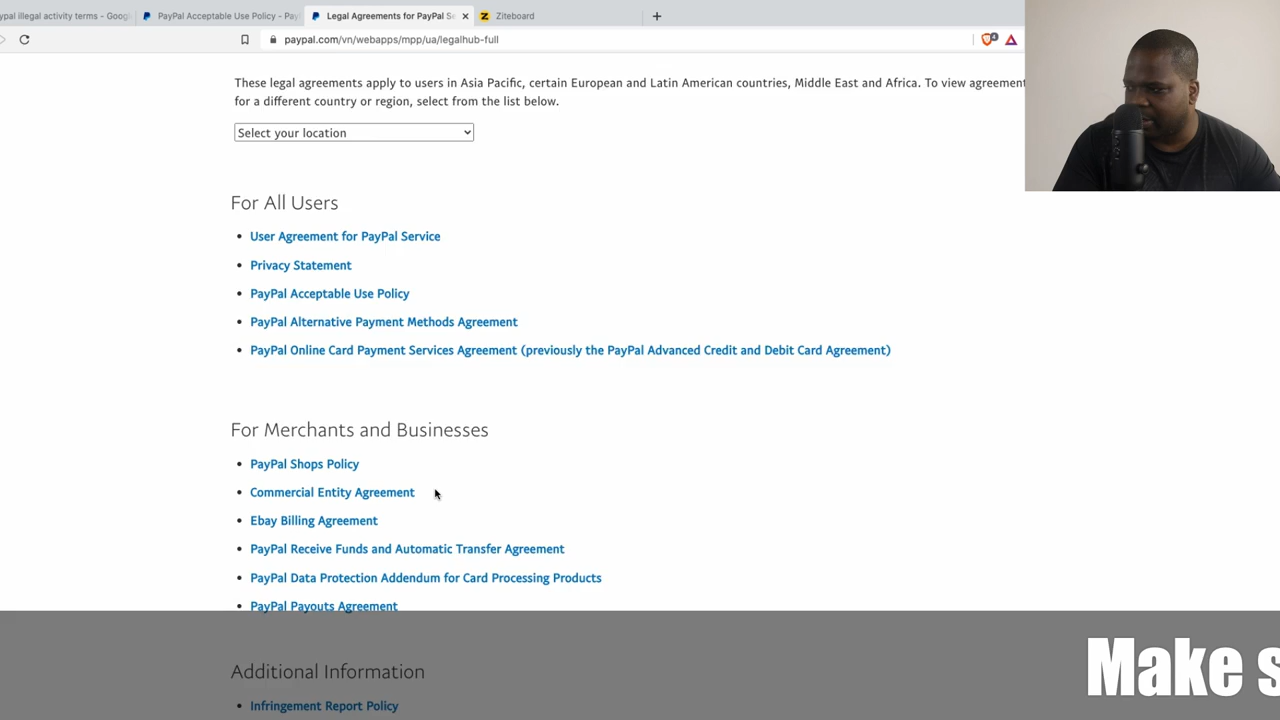 ypal illegal activity terms - Goog
PayPal Acceptable Use Policy - Pay
Legal Agreements for PayPal Se
Ziteboard
paypal.com/vn/webapps/mpp/ua/legalhub-full
4
These legal agreements apply to users in Asia Pacific, certain European and Latin American countries, Middle East and Africa. To view agreement
for a different country or region, select from the list below.
Select your location
For All Users
User Agreement for PayPal Service
Privacy Statement
PayPal Acceptable Use Policy
PayPal Alternative Payment Methods Agreement
PayPal Online Card Payment Services Agreement (previously the PayPal Advanced Credit and Debit Card Agreement)
For Merchants and Businesses
PayPal Shops Policy
Commercial Entity Agreement
Ebay Billing Agreement
PayPal Receive Funds and Automatic Transfer Agreement
PayPal Data Protection Addendum for Card Processing Products
PayPal Payouts Agreement
Make s
Additional Information
Infringement Report Policy